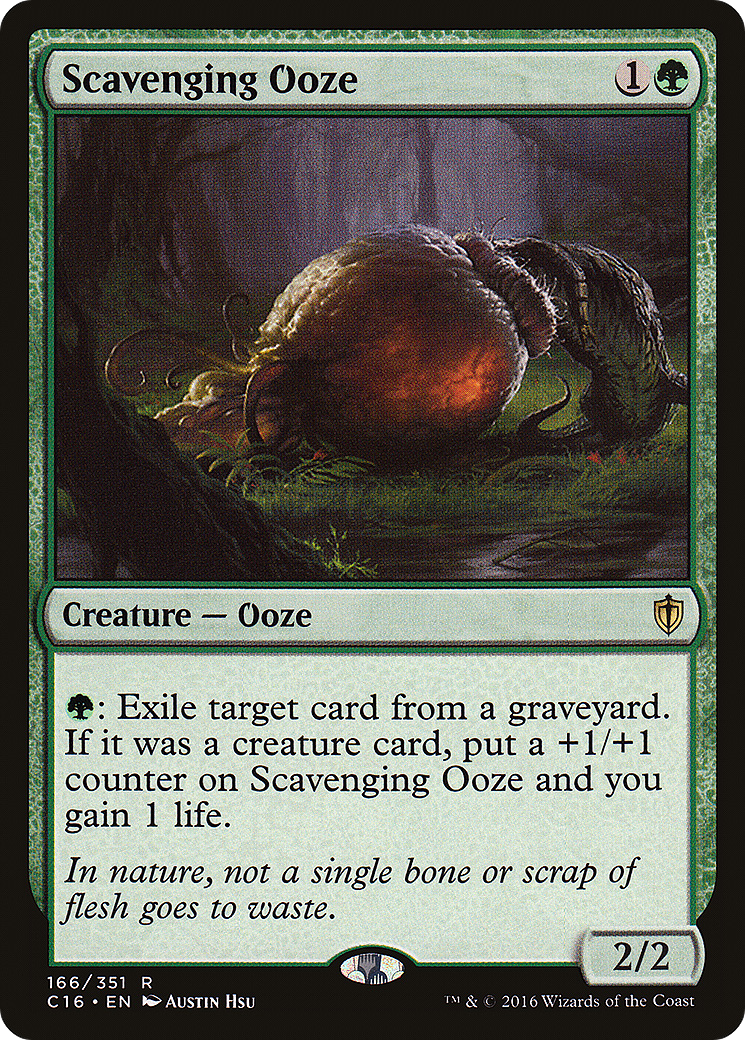 Scavenging Ooze 1
Creature — Ooze
: Exile target card from a graveyard.
If it was a creature card, put a +1/+1
counter on Scavenging Ooze and you
gain 1 life.
In nature, not a single bone or scrap of
flesh goes to waste.
2/2
166/351 R
C16 • EN Austin Hsu
™ & © 2016 Wizards of the Coast